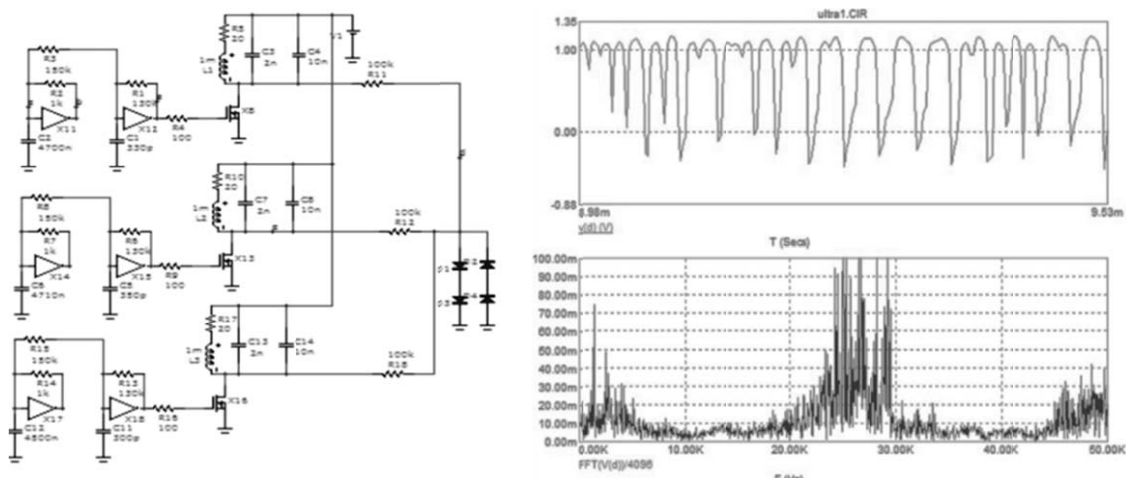 R5
20
1m
L1
C3
2n
C4
10n
V1
100k
R11
R3
150k
R2
1k
X11
R1
130k
X12
R4
100
X8
C2
4700n
C1
330p
R10
20
1m
L2
C7
2n
C8
10n
100k
R12
R8
150k
R7
1k
X14
R6
130k
X15
R9
100
X13
C6
4710n
C5
350p
R17
20
1m
L3
C13
2n
C14
10n
100k
R18
R15
150k
R14
1k
X17
R13
130k
X18
R16
100
X16
C12
4800n
C11
300p
ultra1.CIR
1.35
1.00
0.00
-0.88
9.53m
v(d) (V)
T (Secs)
100.00m
90.00m
80.00m
70.00m
60.00m
50.00m
40.00m
30.00m
20.00m
10.00m
0.00m
0.00K
10.00K
20.00K
30.00K
40.00K
50.00K
FFT(V(d))/4096